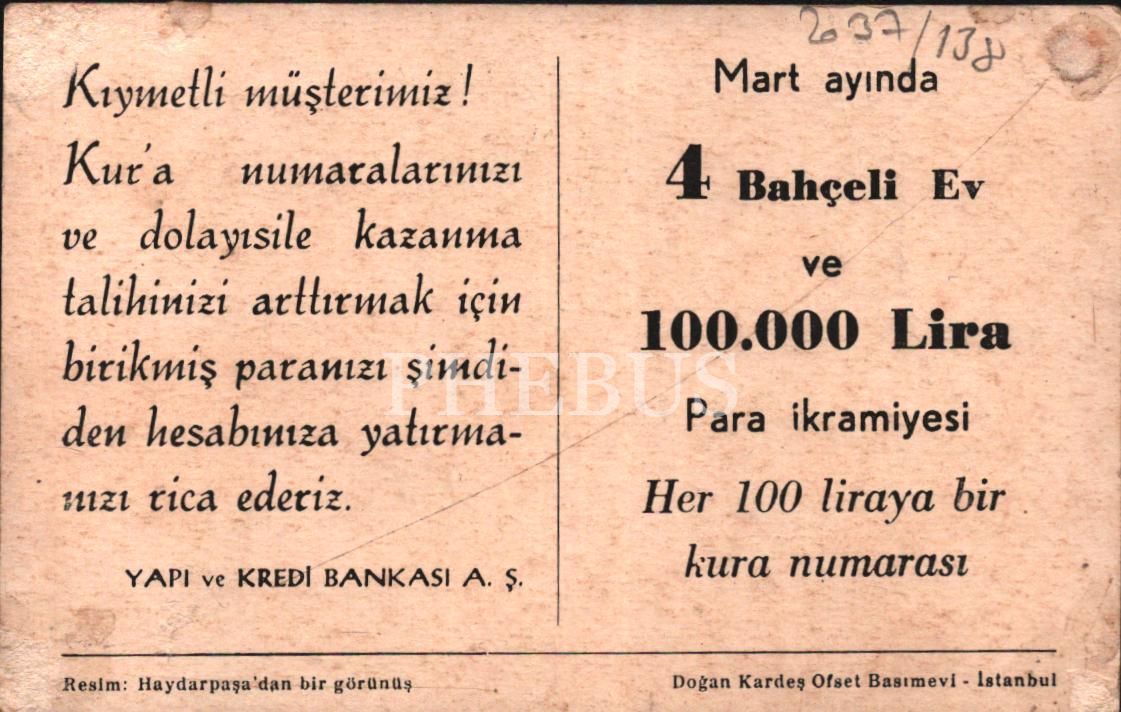 237/138
Kıymetli müşterimiz!
Kur'a numaralarınızı
ve dolayısile kazanma
talihinizi arttırmak için
birikmiş paranızı şimdi-
den hesabınıza yatırma-
nızı rica ederiz.
YAPI ve KREDİ BANKASI A. Ş.
Mart ayında
4 Bahçeli Ev
ve
100.000 Lira
Para ikramiyesi
Her 100 liraya bir
kura numarası
PHEBUS
Resim: Haydarpaşa'dan bir görünüş
Doğan Kardeş Ofset Basımevi - İstanbul